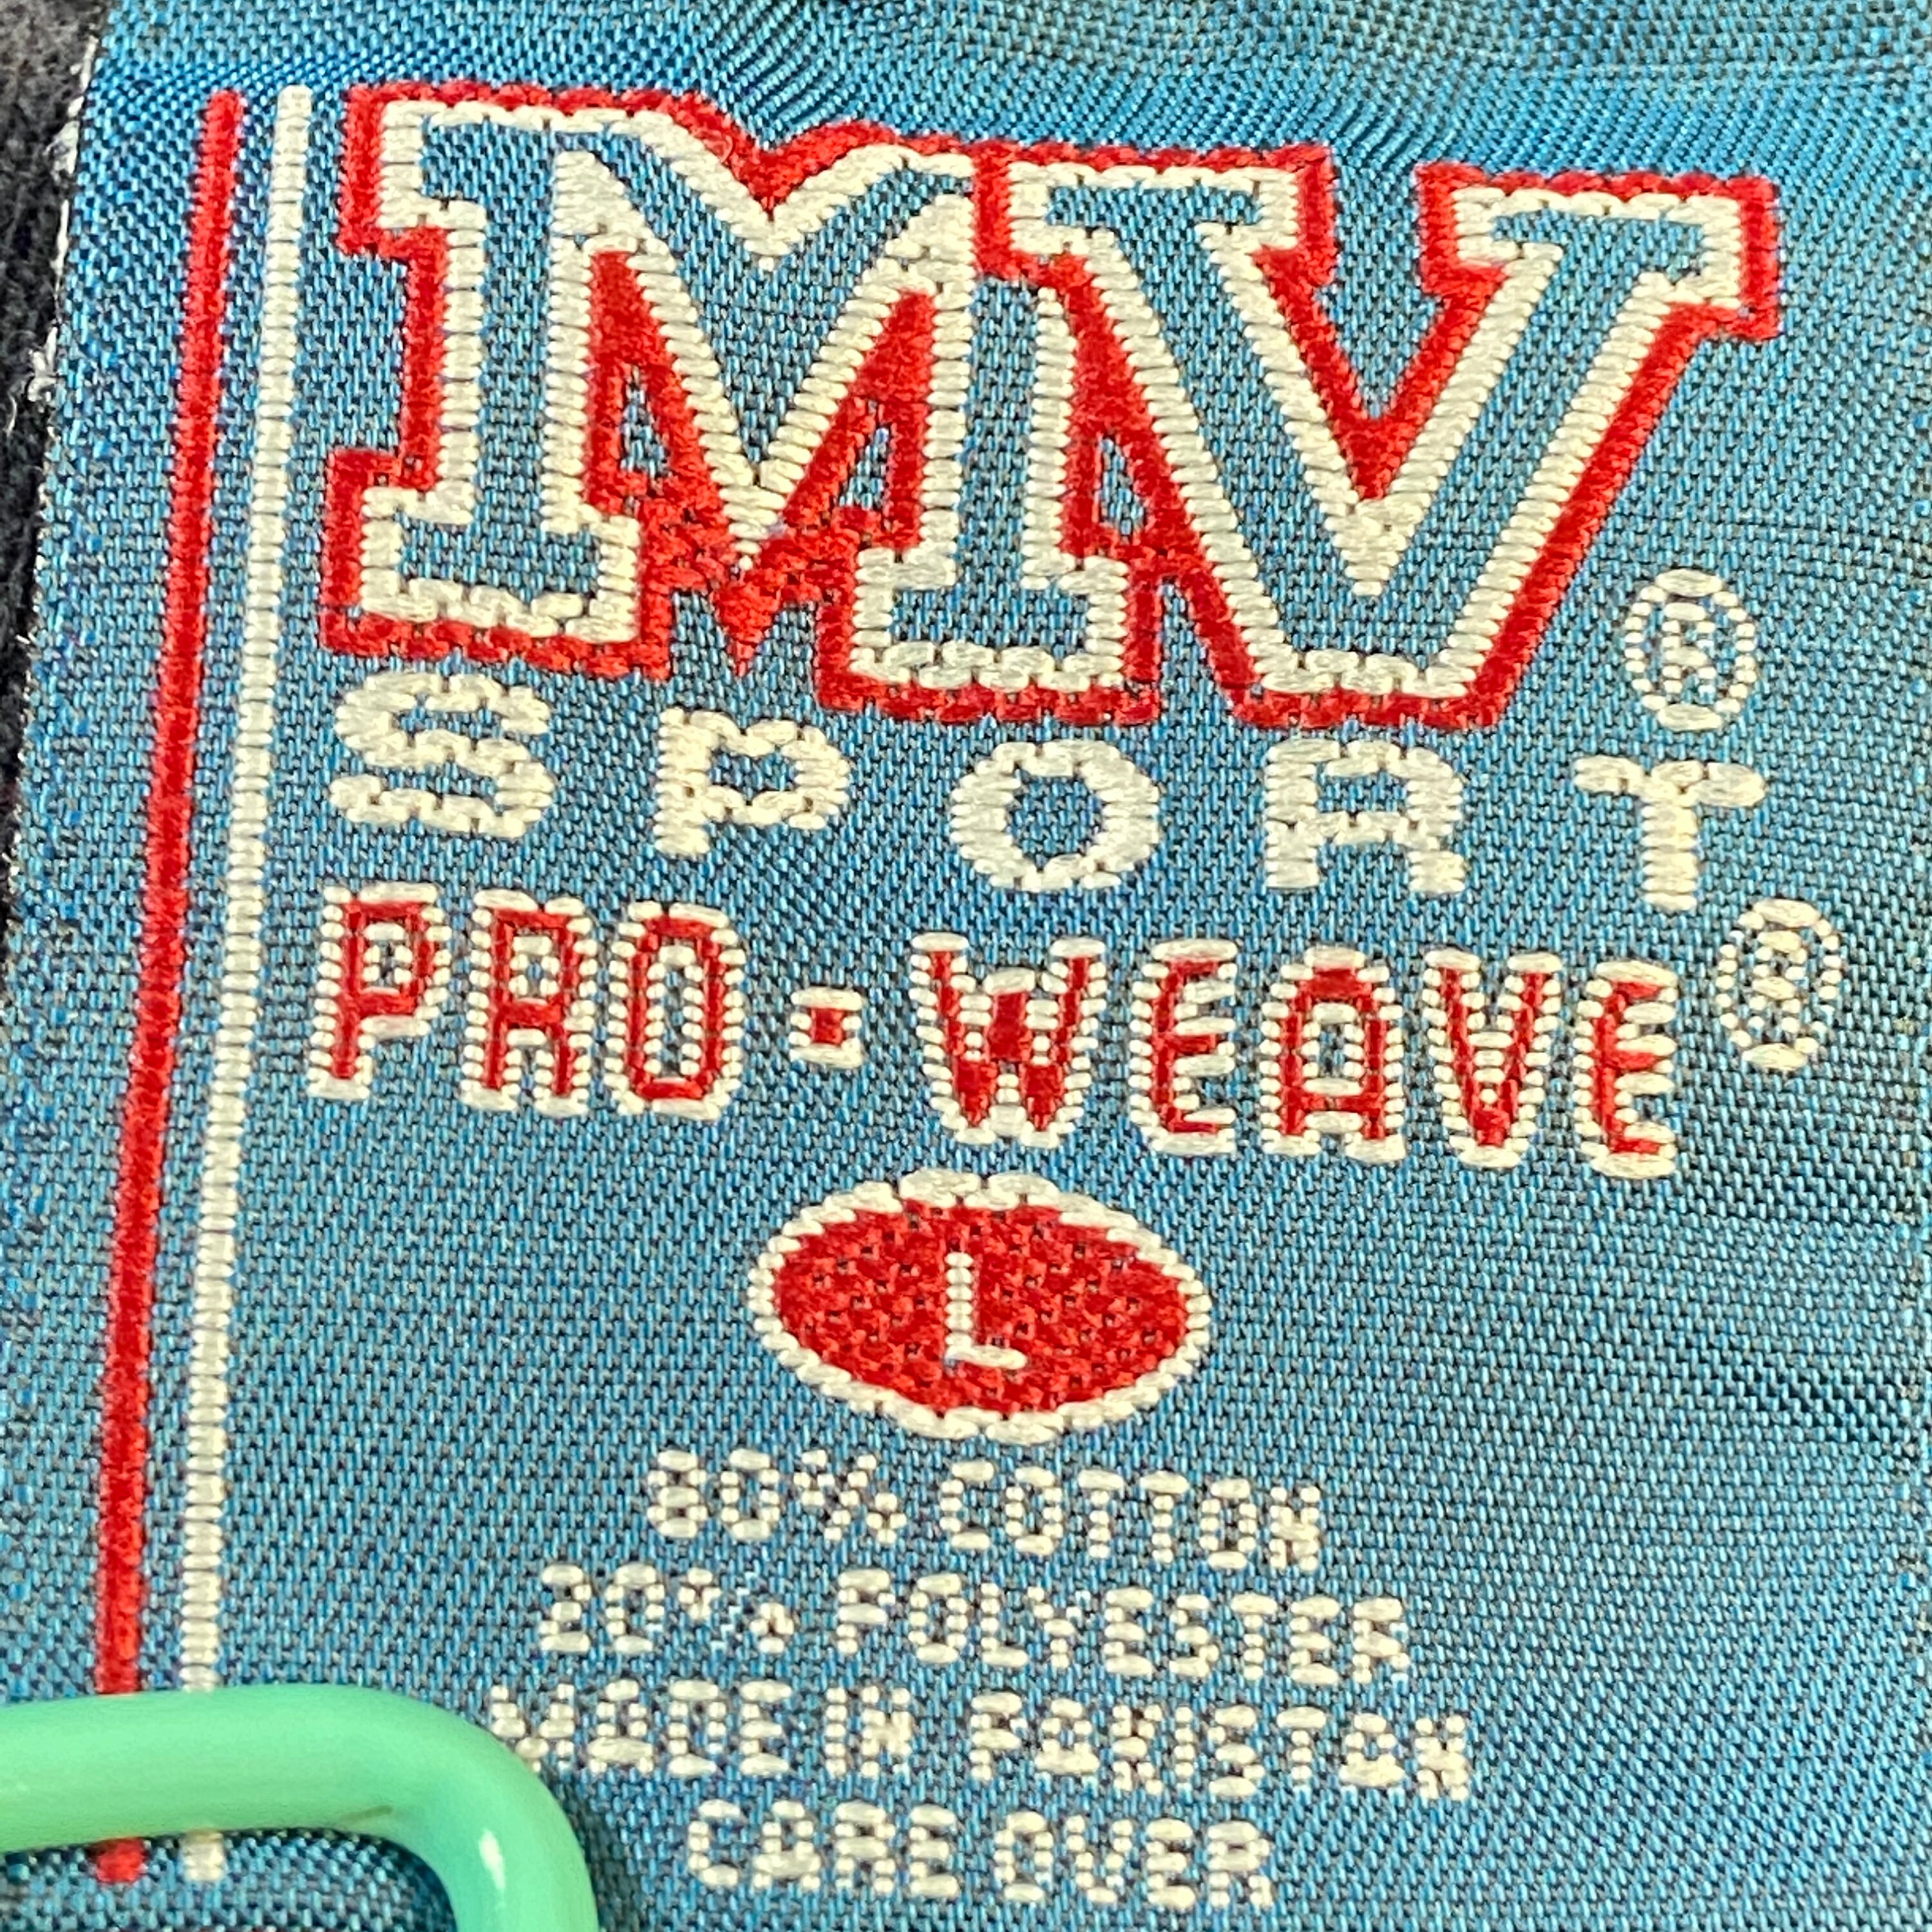 MV ®
SPORT
PRO-WEAVE ®
L
80% COTTON
20% POLYESTER
MADE IN PAKISTAN
CARE OVER